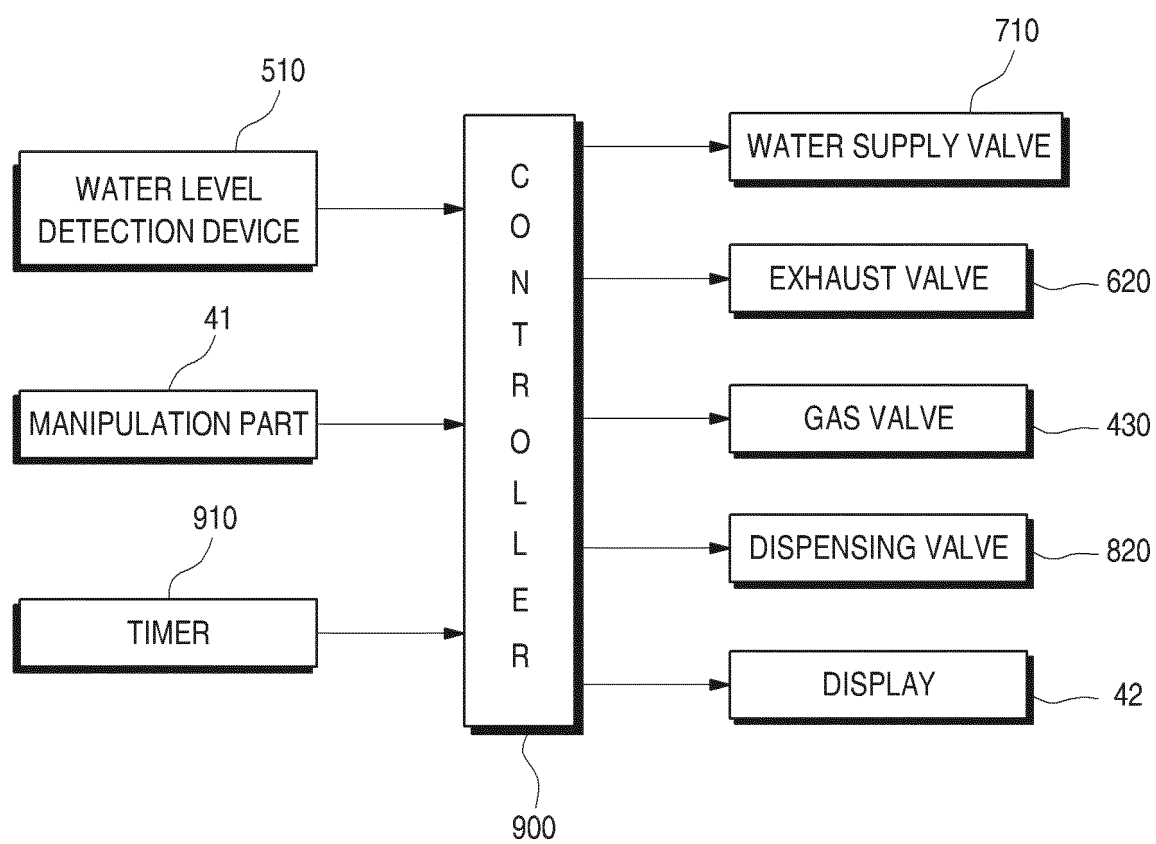 510
WATER LEVEL
DETECTION DEVICE
41
MANIPULATION PART
910
TIMER
CONTROLLER
900
710
WATER SUPPLY VALVE
EXHAUST VALVE
620
GAS VALVE
430
DISPENSING VALVE
820
DISPLAY
42